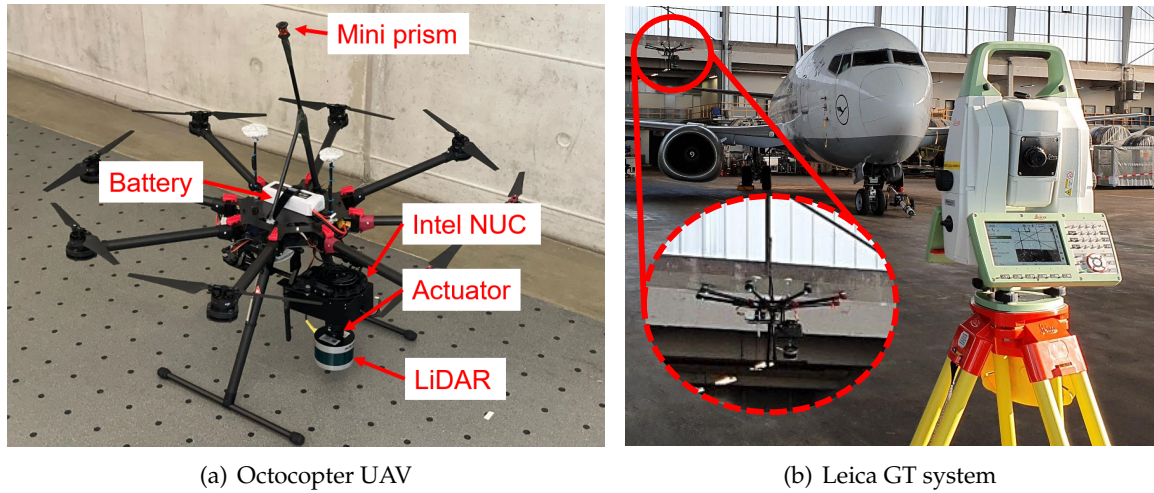 Mini prism
Battery
Intel NUC
Actuator
LiDAR
(a) Octocopter UAV
(b) Leica GT system